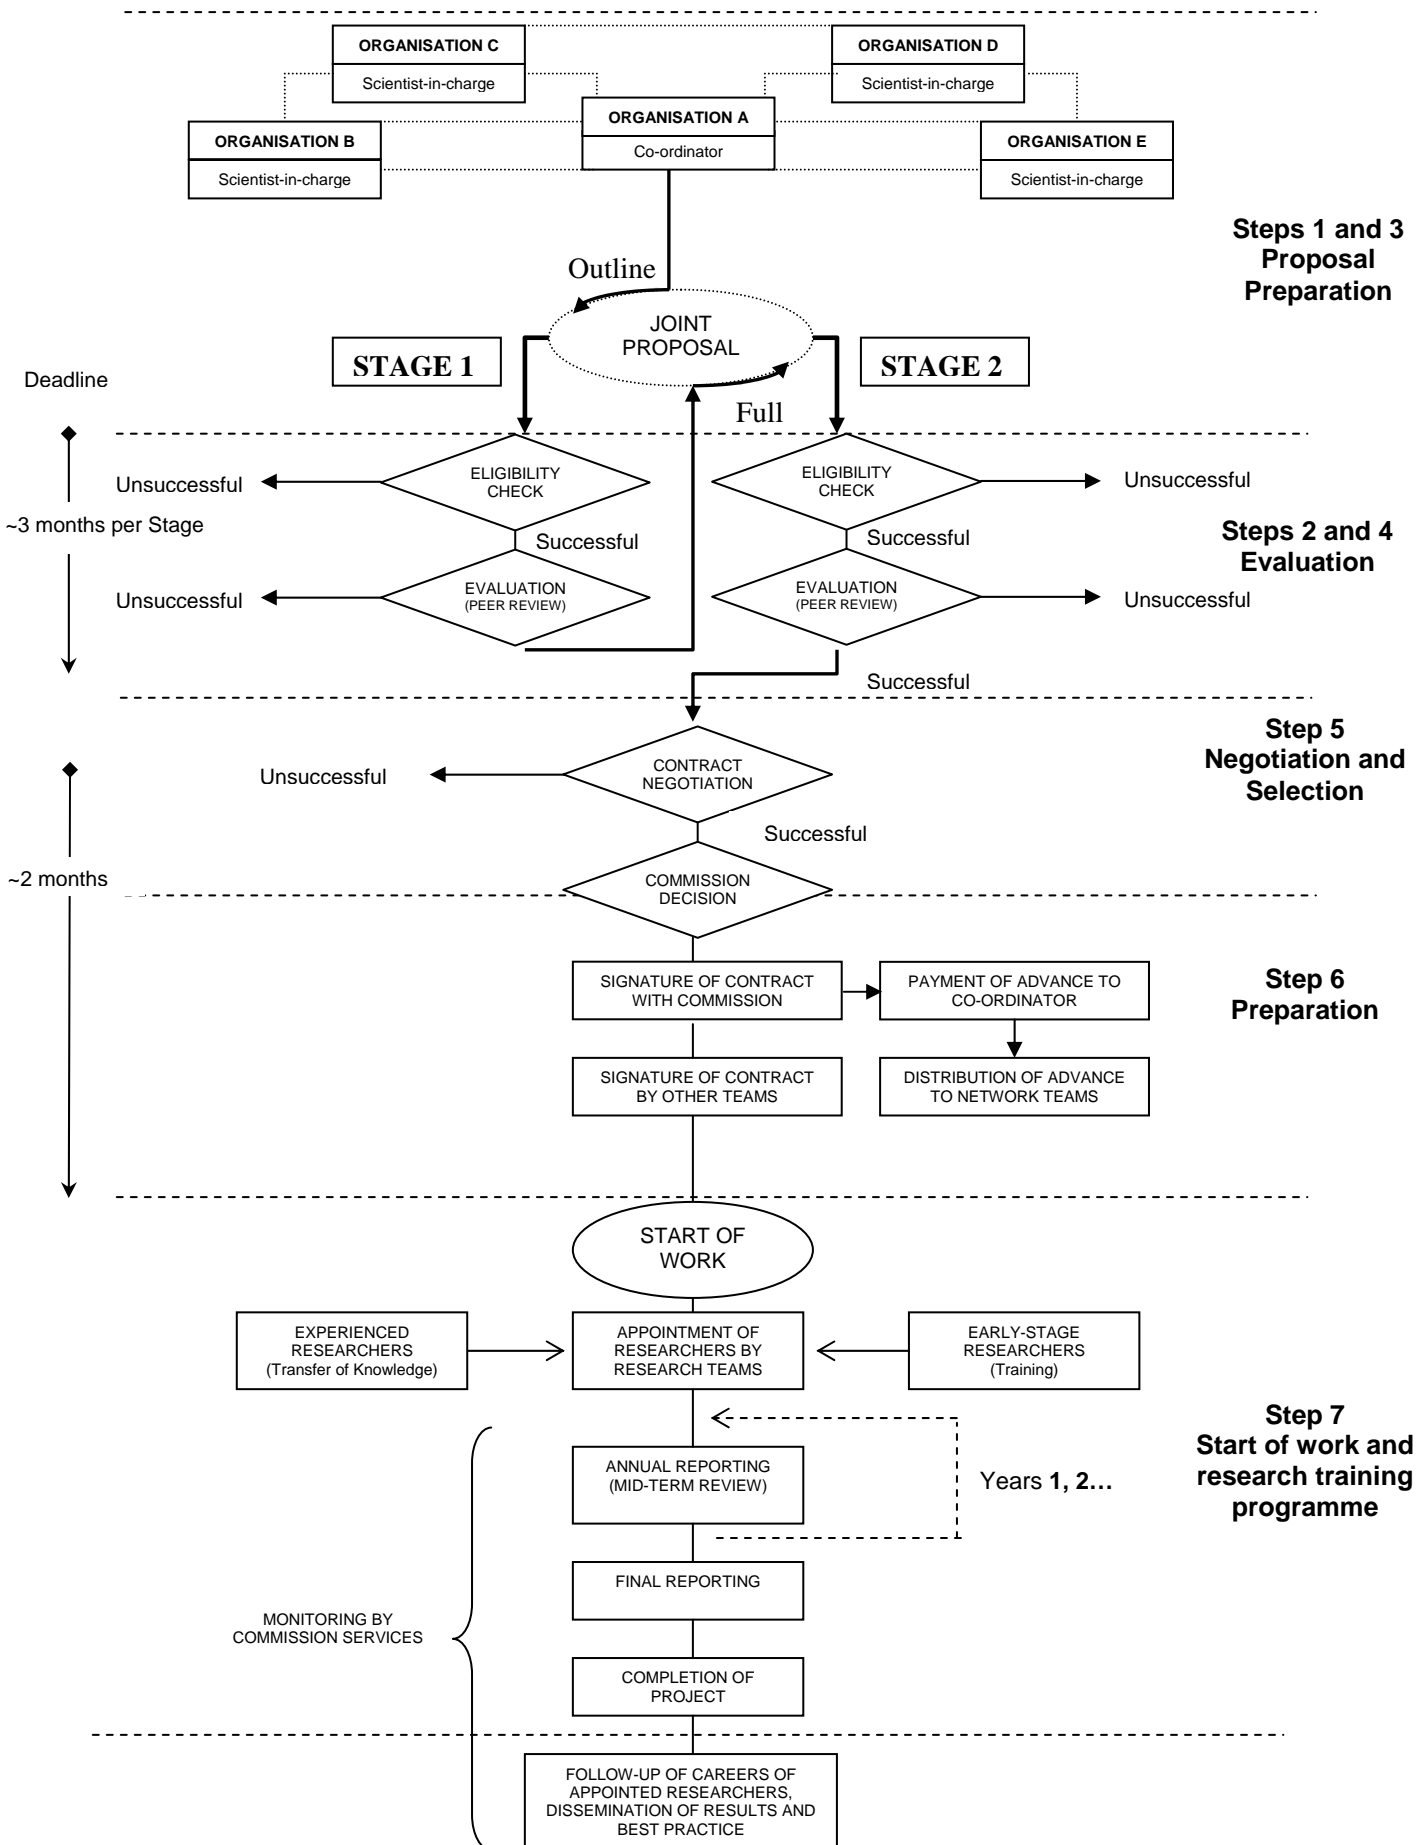 ORGANISATION C
Scientist-in-charge
ORGANISATION D
Scientist-in-charge
ORGANISATION A
Co-ordinator
ORGANISATION B
Scientist-in-charge
ORGANISATION E
Scientist-in-charge
Steps 1 and 3
Proposal
Preparation
Outline
JOINT
PROPOSAL
STAGE 1
STAGE 2
Full
Deadline
~3 months per Stage
ELIGIBILITY
CHECK
Unsuccessful
Successful
EVALUATION
(PEER REVIEW)
Unsuccessful
ELIGIBILITY
CHECK
Unsuccessful
Successful
EVALUATION
(PEER REVIEW)
Unsuccessful
Steps 2 and 4
Evaluation
Successful
Step 5
Negotiation and
Selection
CONTRACT
NEGOTIATION
Unsuccessful
Successful
~2 months
COMMISSION
DECISION
SIGNATURE OF CONTRACT
WITH COMMISSION
PAYMENT OF ADVANCE TO
CO-ORDINATOR
Step 6
Preparation
SIGNATURE OF CONTRACT
BY OTHER TEAMS
DISTRIBUTION OF ADVANCE
TO NETWORK TEAMS
START OF
WORK
EXPERIENCED
RESEARCHERS
(Transfer of Knowledge)
APPOINTMENT OF
RESEARCHERS BY
RESEARCH TEAMS
EARLY-STAGE
RESEARCHERS
(Training)
Step 7
Start of work and
research training
programme
ANNUAL REPORTING
(MID-TERM REVIEW)
Years 1, 2…
FINAL REPORTING
MONITORING BY
COMMISSION SERVICES
COMPLETION OF
PROJECT
FOLLOW-UP OF CAREERS OF
APPOINTED RESEARCHERS,
DISSEMINATION OF RESULTS AND
BEST PRACTICE